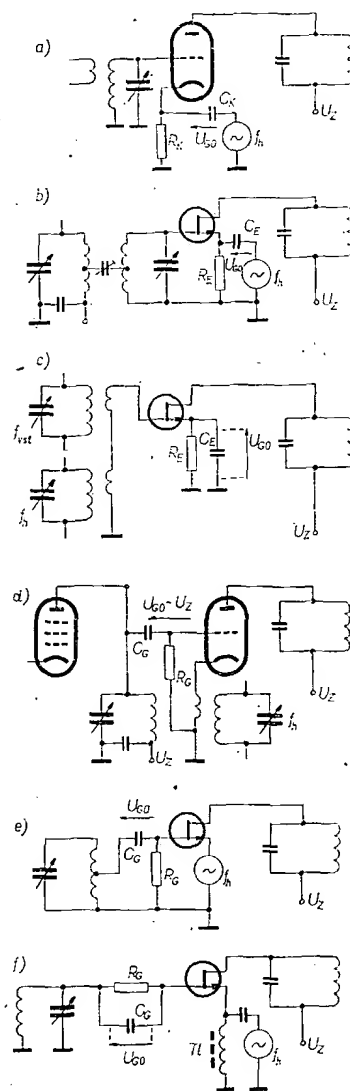 a)
C_K
R_K
U_G0
f_h
U_Z
b)
C_E
R_E
U_G0
f_h
U_Z
c)
f_vst
f_h
R_E
C_E
U_G0
U_Z
d)
U_G0-U_Z
C_G
R_G
U_Z
f_h
U_Z
e)
U_G0
C_G
R_G
f_h
U_Z
f)
R_G
C_G
U_G0
Tl
f_h
U_Z